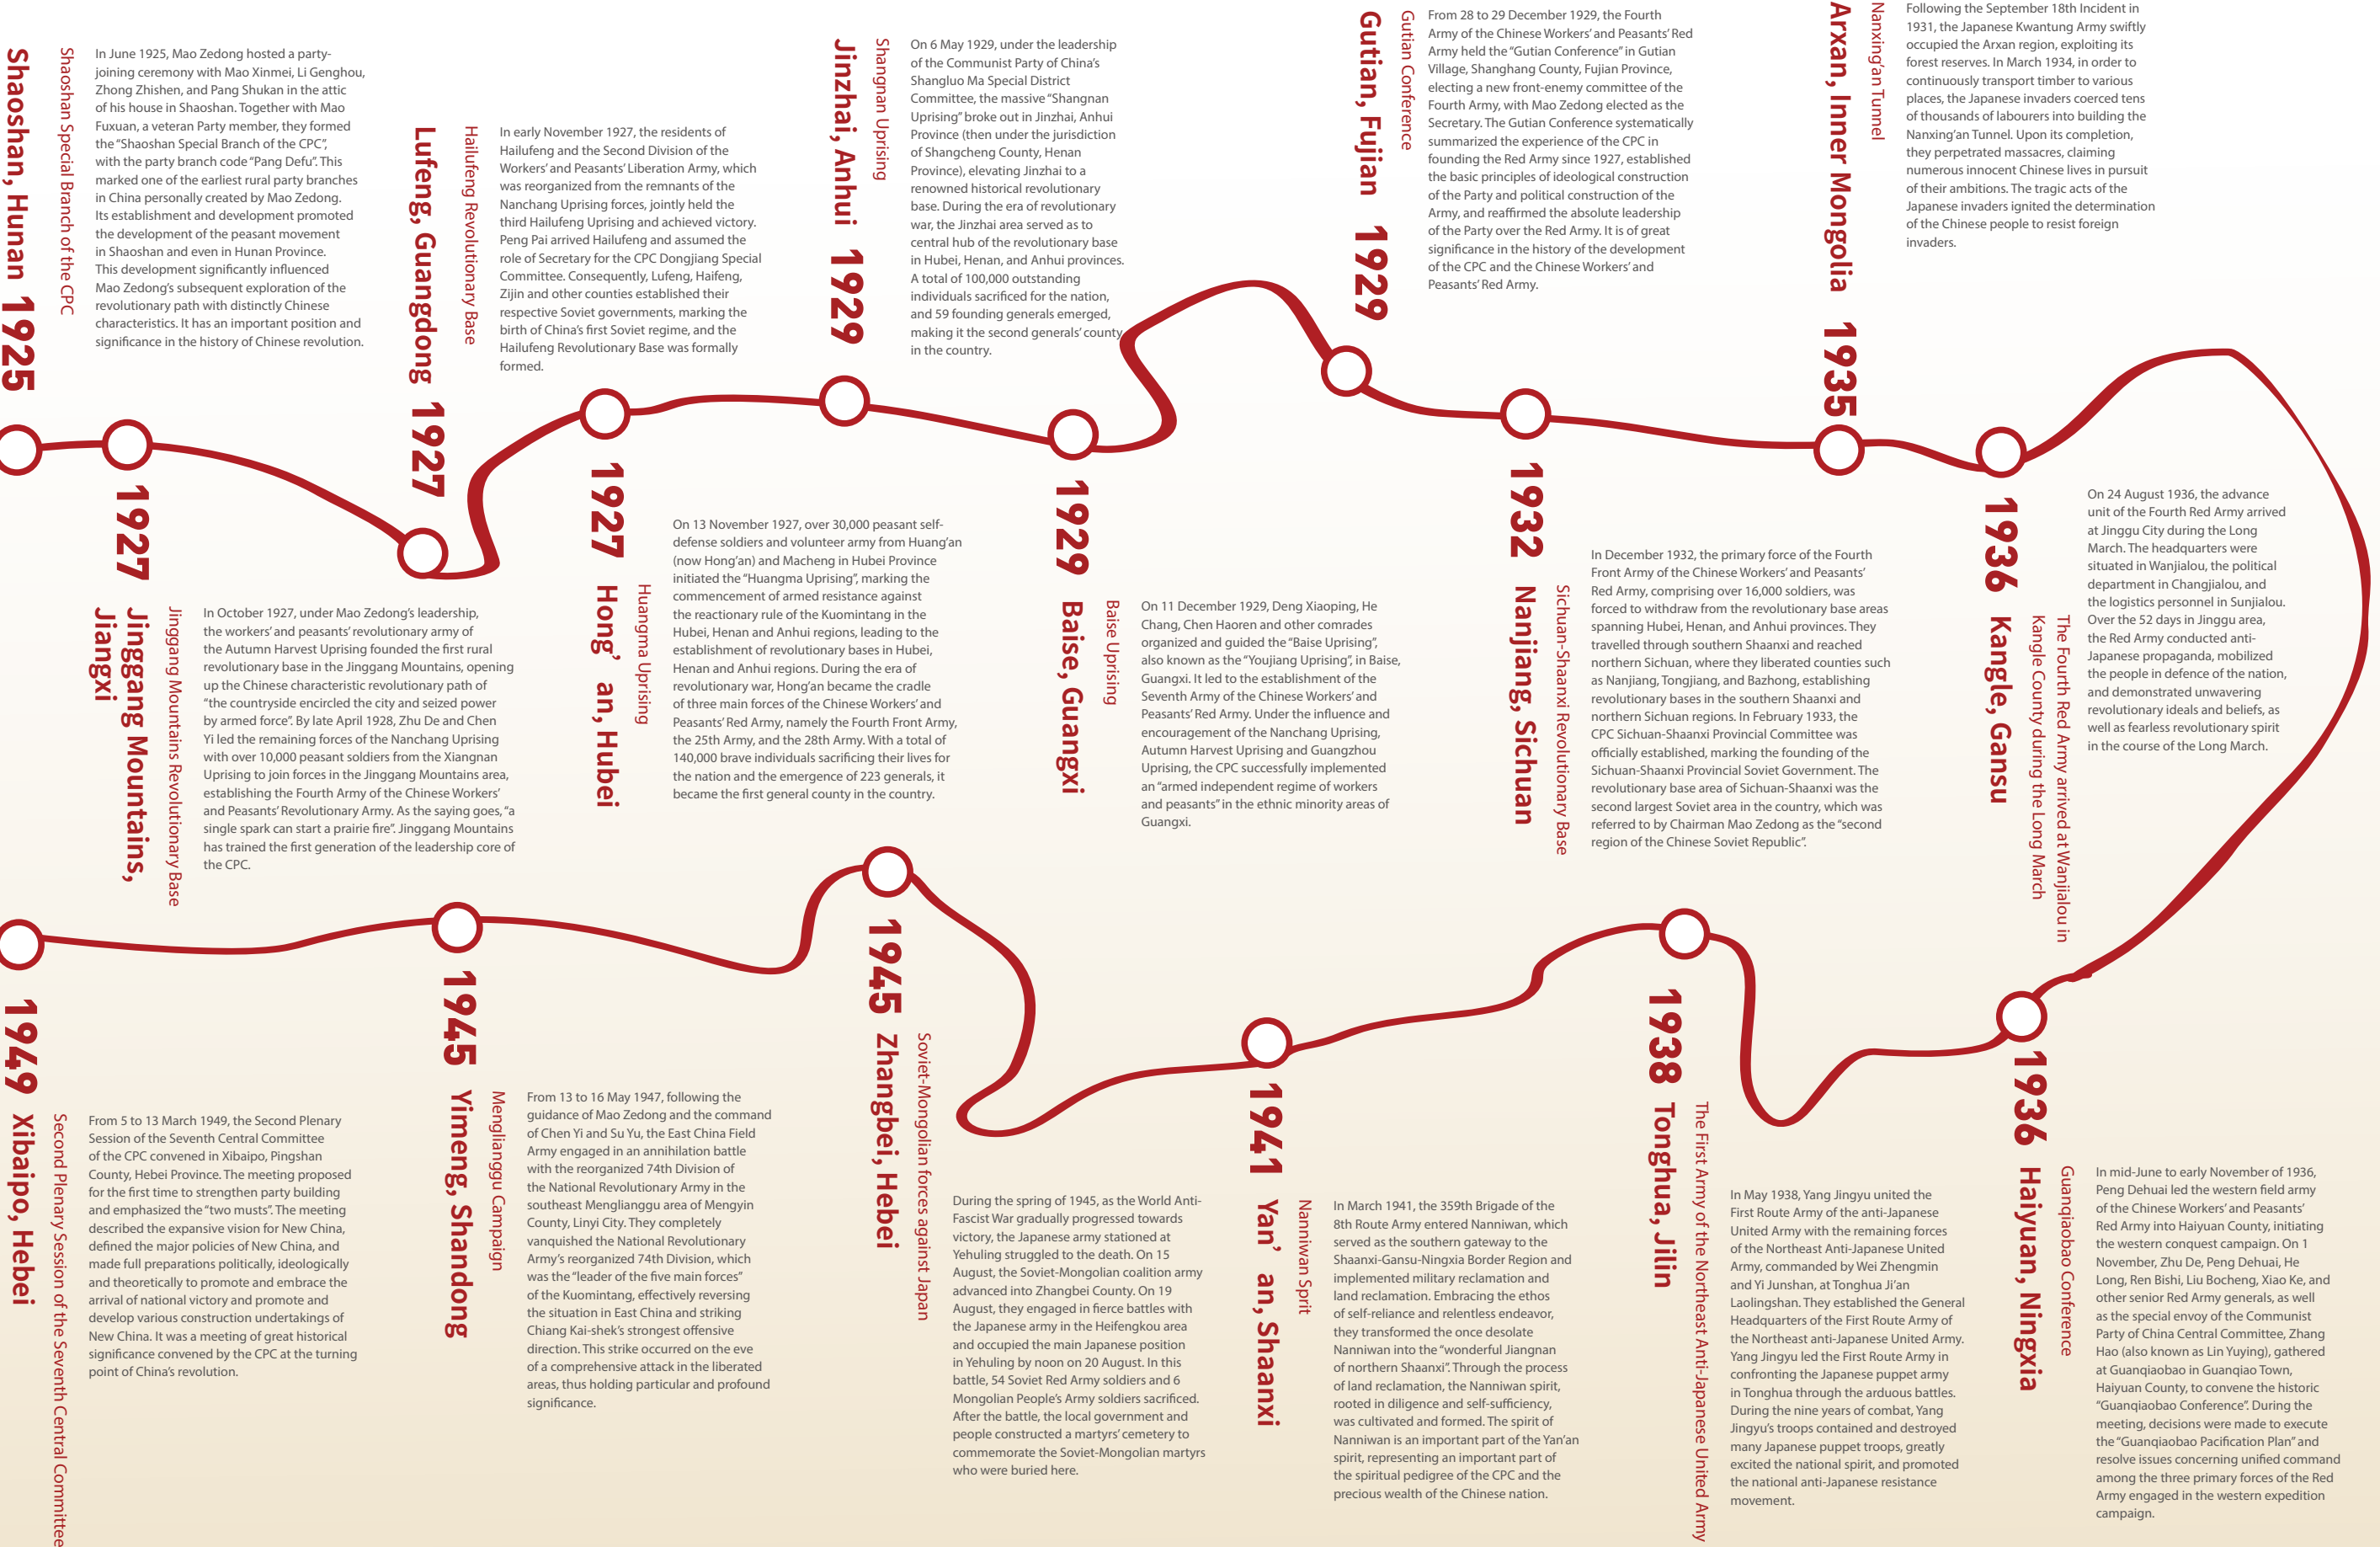 Shaoshan, Hunan 1925
Shaoshan Special Branch of the CPC
In June 1925, Mao Zedong hosted a party-
joining ceremony with Mao Xinmei, Li Genghou,
Zhong Zhishen, and Pang Shukan in the attic
of his house in Shaoshan. Together with Mao
Fuxuan, a veteran Party member, they formed
the “Shaoshan Special Branch of the CPC”,
with the party branch code “Pang Defu”. This
marked one of the earliest rural party branches
in China personally created by Mao Zedong.
Its establishment and development promoted
the development of the peasant movement
in Shaoshan and even in Hunan Province.
This development significantly influenced
Mao Zedong’s subsequent exploration of the
revolutionary path with distinctly Chinese
characteristics. It has an important position and
significance in the history of Chinese revolution.
1927
Jinggang Mountains,
Jiangxi
Jinggang Mountains Revolutionary Base
In October 1927, under Mao Zedong’s leadership,
the workers’ and peasants’ revolutionary army of
the Autumn Harvest Uprising founded the first rural
revolutionary base in the Jinggang Mountains, opening
up the Chinese characteristic revolutionary path of
“the countryside encircled the city and seized power
by armed force”. By late April 1928, Zhu De and Chen
Yi led the remaining forces of the Nanchang Uprising
with over 10,000 peasant soldiers from the Xiangnan
Uprising to join forces in the Jinggang Mountains area,
establishing the Fourth Army of the Chinese Workers’
and Peasants’ Revolutionary Army. As the saying goes, “a
single spark can start a prairie fire”. Jinggang Mountains
has trained the first generation of the leadership core of
the CPC.
Lufeng, Guangdong 1927
Hailufeng Revolutionary Base
In early November 1927, the residents of
Hailufeng and the Second Division of the
Workers’ and Peasants’ Liberation Army, which
was reorganized from the remnants of the
Nanchang Uprising forces, jointly held the
third Hailufeng Uprising and achieved victory.
Peng Pai arrived Hailufeng and assumed the
role of Secretary for the CPC Dongjiang Special
Committee. Consequently, Lufeng, Haifeng,
Zijin and other counties established their
respective Soviet governments, marking the
birth of China’s first Soviet regime, and the
Hailufeng Revolutionary Base was formally
formed.
1927 Hong’ an, Hubei
Huangma Uprising
On 13 November 1927, over 30,000 peasant self-
defense soldiers and volunteer army from Huang’an
(now Hong’an) and Macheng in Hubei Province
initiated the “Huangma Uprising”, marking the
commencement of armed resistance against
the reactionary rule of the Kuomintang in the
Hubei, Henan and Anhui regions, leading to the
establishment of revolutionary bases in Hubei,
Henan and Anhui regions. During the era of
revolutionary war, Hong’an became the cradle
of three main forces of the Chinese Workers’ and
Peasants’ Red Army, namely the Fourth Front Army,
the 25th Army, and the 28th Army. With a total of
140,000 brave individuals sacrificing their lives for
the nation and the emergence of 223 generals, it
became the first general county in the country.
Jinzhai, Anhui 1929
Shangnan Uprising
On 6 May 1929, under the leadership
of the Communist Party of China’s
Shangluo Ma Special District
Committee, the massive “Shangnan
Uprising” broke out in Jinzhai, Anhui
Province (then under the jurisdiction
of Shangcheng County, Henan
Province), elevating Jinzhai to a
renowned historical revolutionary
base. During the era of revolutionary
war, the Jinzhai area served as to
central hub of the revolutionary base
in Hubei, Henan, and Anhui provinces.
A total of 100,000 outstanding
individuals sacrificed for the nation,
and 59 founding generals emerged,
making it the second generals’ county
in the country.
1929 Baise, Guangxi
Baise Uprising
On 11 December 1929, Deng Xiaoping, He
Chang, Chen Haoren and other comrades
organized and guided the “Baise Uprising”,
also known as the “Youjiang Uprising”, in Baise,
Guangxi. It led to the establishment of the
Seventh Army of the Chinese Workers’ and
Peasants’ Red Army. Under the influence and
encouragement of the Nanchang Uprising,
Autumn Harvest Uprising and Guangzhou
Uprising, the CPC successfully implemented
an “armed independent regime of workers
and peasants” in the ethnic minority areas of
Guangxi.
Gutian, Fujian 1929
Gutian Conference
From 28 to 29 December 1929, the Fourth
Army of the Chinese Workers’ and Peasants’ Red
Army held the “Gutian Conference” in Gutian
Village, Shanghang County, Fujian Province,
electing a new front-enemy committee of the
Fourth Army, with Mao Zedong elected as the
Secretary. The Gutian Conference systematically
summarized the experience of the CPC in
founding the Red Army since 1927, established
the basic principles of ideological construction
of the Party and political construction of the
Army, and reaffirmed the absolute leadership
of the Party over the Red Army. It is of great
significance in the history of the development
of the CPC and the Chinese Workers’ and
Peasants’ Red Army.
1932 Nanjiang, Sichuan
Sichuan-Shaanxi Revolutionary Base
In December 1932, the primary force of the Fourth
Front Army of the Chinese Workers’ and Peasants’
Red Army, comprising over 16,000 soldiers, was
forced to withdraw from the revolutionary base areas
spanning Hubei, Henan, and Anhui provinces. They
travelled through southern Shaanxi and reached
northern Sichuan, where they liberated counties such
as Nanjiang, Tongjiang, and Bazhong, establishing
revolutionary bases in the southern Shaanxi and
northern Sichuan regions. In February 1933, the
CPC Sichuan-Shaanxi Provincial Committee was
officially established, marking the founding of the
Sichuan-Shaanxi Provincial Soviet Government. The
revolutionary base area of Sichuan-Shaanxi was the
second largest Soviet area in the country, which was
referred to by Chairman Mao Zedong as the “second
region of the Chinese Soviet Republic”.
Arxan, Inner Mongolia 1935
Nanxing’an Tunnel
Following the September 18th Incident in
1931, the Japanese Kwantung Army swiftly
occupied the Arxan region, exploiting its
forest reserves. In March 1934, in order to
continuously transport timber to various
places, the Japanese invaders coerced tens
of thousands of labourers into building the
Nanxing’an Tunnel. Upon its completion,
they perpetrated massacres, claiming
numerous innocent Chinese lives in pursuit
of their ambitions. The tragic acts of the
Japanese invaders ignited the determination
of the Chinese people to resist foreign
invaders.
1936 Kangle, Gansu
The Fourth Red Army arrived at Wanjialou in
Kangle County during the Long March
On 24 August 1936, the advance
unit of the Fourth Red Army arrived
at Jinggu City during the Long
March. The headquarters were
situated in Wanjialou, the political
department in Changjialou, and
the logistics personnel in Sunjialou.
Over the 52 days in Jinggu area,
the Red Army conducted anti-
Japanese propaganda, mobilized
the people in defence of the nation,
and demonstrated unwavering
revolutionary ideals and beliefs, as
well as fearless revolutionary spirit
in the course of the Long March.
1936 Haiyuan, Ningxia
Guanqiaobao Conference
In mid-June to early November of 1936,
Peng Dehuai led the western field army
of the Chinese Workers’ and Peasants’
Red Army into Haiyuan County, initiating
the western conquest campaign. On 1
November, Zhu De, Peng Dehuai, He
Long, Ren Bishi, Liu Bocheng, Xiao Ke, and
other senior Red Army generals, as well
as the special envoy of the Communist
Party of China Central Committee, Zhang
Hao (also known as Lin Yuying), gathered
at Guanqiaobao in Guanqiao Town,
Haiyuan County, to convene the historic
“Guanqiaobao Conference”. During the
meeting, decisions were made to execute
the “Guanqiaobao Pacification Plan” and
resolve issues concerning unified command
among the three primary forces of the Red
Army engaged in the western expedition
campaign.
1938 Tonghua, Jilin
The First Army of the Northeast Anti-Japanese United Army
In May 1938, Yang Jingyu united the
First Route Army of the anti-Japanese
United Army with the remaining forces
of the Northeast Anti-Japanese United
Army, commanded by Wei Zhengmin
and Yi Junshan, at Tonghua Ji’an
Laolingshan. They established the General
Headquarters of the First Route Army of
the Northeast anti-Japanese United Army.
Yang Jingyu led the First Route Army in
confronting the Japanese puppet army
in Tonghua through the arduous battles.
During the nine years of combat, Yang
Jingyu’s troops contained and destroyed
many Japanese puppet troops, greatly
excited the national spirit, and promoted
the national anti-Japanese resistance
movement.
1941 Yan’ an, Shaanxi
Nanniwan Sprit
In March 1941, the 359th Brigade of the
8th Route Army entered Nanniwan, which
served as the southern gateway to the
Shaanxi-Gansu-Ningxia Border Region and
implemented military reclamation and
land reclamation. Embracing the ethos
of self-reliance and relentless endeavor,
they transformed the once desolate
Nanniwan into the “wonderful Jiangnan
of northern Shaanxi”. Through the process
of land reclamation, the Nanniwan spirit,
rooted in diligence and self-sufficiency,
was cultivated and formed. The spirit of
Nanniwan is an important part of the Yan’an
spirit, representing an important part of
the spiritual pedigree of the CPC and the
precious wealth of the Chinese nation.
1945 Zhangbei, Hebei
Soviet-Mongolian forces against Japan
During the spring of 1945, as the World Anti-
Fascist War gradually progressed towards
victory, the Japanese army stationed at
Yehuling struggled to the death. On 15
August, the Soviet-Mongolian coalition army
advanced into Zhangbei County. On 19
August, they engaged in fierce battles with
the Japanese army in the Heifengkou area
and occupied the main Japanese position
in Yehuling by noon on 20 August. In this
battle, 54 Soviet Red Army soldiers and 6
Mongolian People’s Army soldiers sacrificed.
After the battle, the local government and
people constructed a martyrs’ cemetery to
commemorate the Soviet-Mongolian martyrs
who were buried here.
1945 Yimeng, Shandong
Menglianggu Campaign
From 13 to 16 May 1947, following the
guidance of Mao Zedong and the command
of Chen Yi and Su Yu, the East China Field
Army engaged in an annihilation battle
with the reorganized 74th Division of
the National Revolutionary Army in the
southeast Menglianggu area of Mengyin
County, Linyi City. They completely
vanquished the National Revolutionary
Army’s reorganized 74th Division, which
was the “leader of the five main forces”
of the Kuomintang, effectively reversing
the situation in East China and striking
Chiang Kai-shek’s strongest offensive
direction. This strike occurred on the eve
of a comprehensive attack in the liberated
areas, thus holding particular and profound
significance.
1949 Xibaipo, Hebei
Second Plenary Session of the Seventh Central Committee
From 5 to 13 March 1949, the Second Plenary
Session of the Seventh Central Committee
of the CPC convened in Xibaipo, Pingshan
County, Hebei Province. The meeting proposed
for the first time to strengthen party building
and emphasized the “two musts”. The meeting
described the expansive vision for New China,
defined the major policies of New China, and
made full preparations politically, ideologically
and theoretically to promote and embrace the
arrival of national victory and promote and
develop various construction undertakings of
New China. It was a meeting of great historical
significance convened by the CPC at the turning
point of China’s revolution.